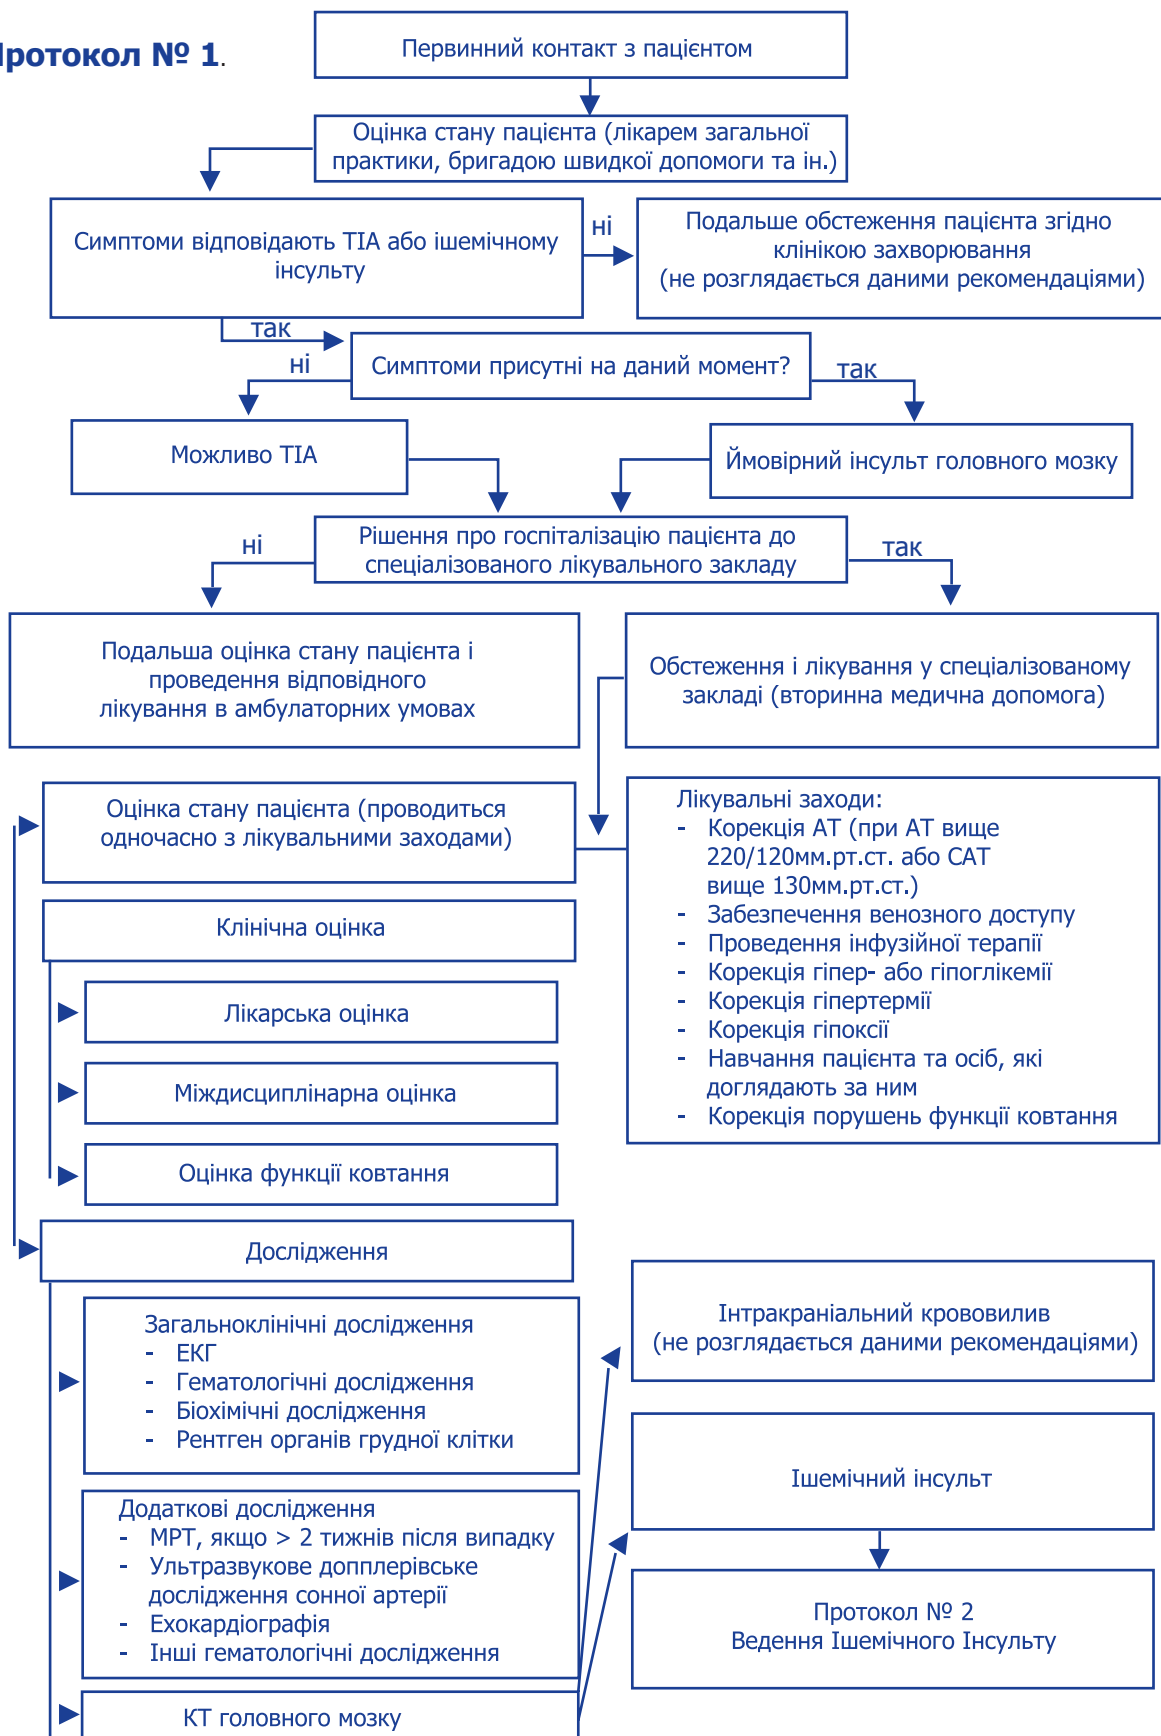 Протокол № 1.
Первинний контакт з пацієнтом
Оцінка стану пацієнта (лікарем загальної
практики, бригадою швидкої допомоги та ін.)
Симптоми відповідають ТІА або ішемічному
інсульту
ні
Подальше обстеження пацієнта згідно
клінікою захворювання
(не розглядається даними рекомендаціями)
так
Симптоми присутні на даний момент?
ні
так
Можливо ТІА
Ймовірний інсульт головного мозку
Рішення про госпіталізацію пацієнта до
спеціалізованого лікувального закладу
ні
так
Подальша оцінка стану пацієнта і
проведення відповідного
лікування в амбулаторних умовах
Обстеження і лікування у спеціалізованому
закладі (вторинна медична допомога)
Оцінка стану пацієнта (проводиться
одночасно з лікувальними заходами)
Лікувальні заходи:
- Корекція АТ (при АТ вище
220/120мм.рт.ст. або САТ
вище 130мм.рт.ст.)
- Забезпечення венозного доступу
- Проведення інфузійної терапії
- Корекція гіпер- або гіпоглікемії
- Корекція гіпертермії
- Корекція гіпоксії
- Навчання пацієнта та осіб, які
доглядають за ним
- Корекція порушень функції ковтання
Клінічна оцінка
Лікарська оцінка
Міждисциплінарна оцінка
Оцінка функції ковтання
Дослідження
Загальноклінічні дослідження
- ЕКГ
- Гематологічні дослідження
- Біохімічні дослідження
- Рентген органів грудної клітки
Додаткові дослідження
- МРТ, якщо > 2 тижнів після випадку
- Ультразвукове допплерівське
дослідження сонної артерії
- Ехокардіографія
- Інші гематологічні дослідження
КТ головного мозку
Інтракраніальний крововилив
(не розглядається даними рекомендаціями)
Ішемічний інсульт
Протокол № 2
Ведення Ішемічного Інсульту